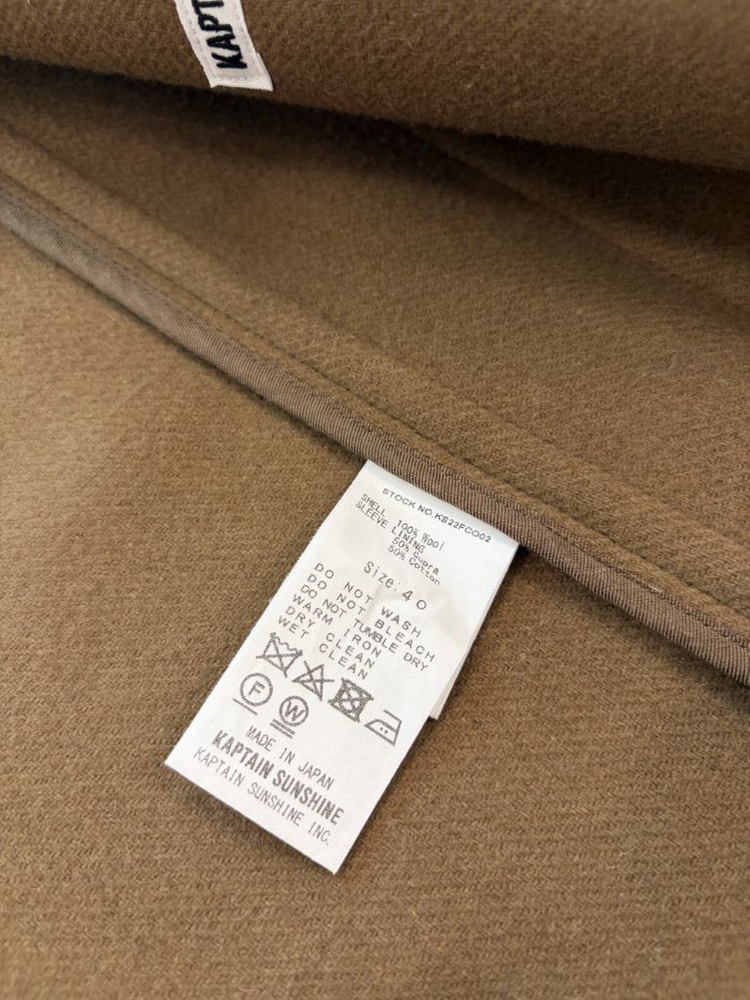 KAPT
STOCK NO.KS22FCO02
SHELL
100% Wool
SLEEVE LINING
50% Cupra
50% Cotton
Size: 40
DO NOT WASH
DO NOT BLEACH
DO NOT TUMBLE DRY
WARM IRON
DRY CLEAN
WET CLEAN
F
W
MADE IN JAPAN
KAPTAIN SUNSHINE
KAPTAIN SUNSHINE INC.